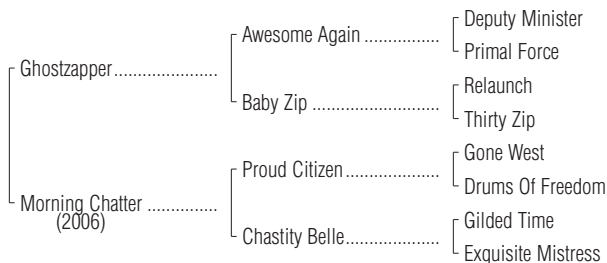 Deputy Minister
Awesome Again ..................
Primal Force
Ghostzapper......................
Relaunch
Baby Zip ...........................
Thirty Zip
Gone West
Proud Citizen.....................
Drums Of Freedom
Morning Chatter ...............
(2006)
Gilded Time
Chastity Belle....................
Exquisite Mistress